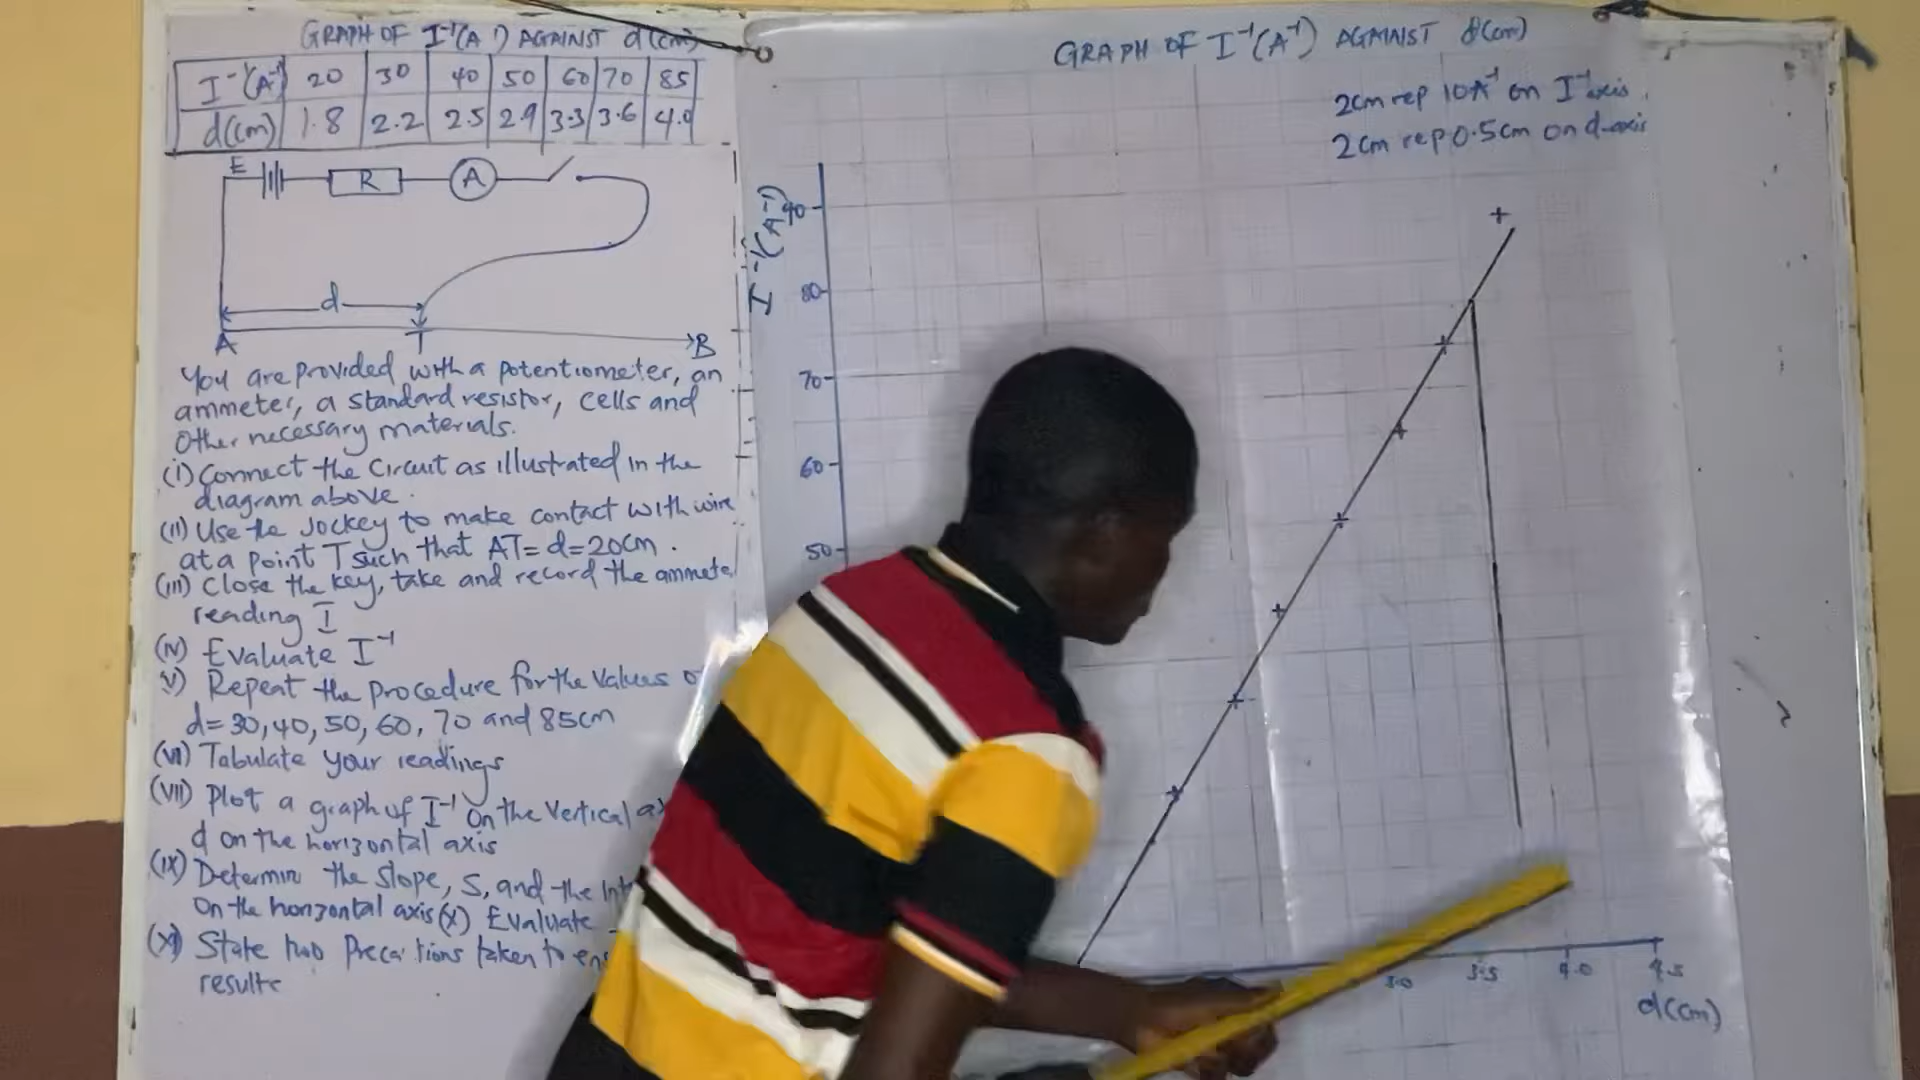 GRAPH OF I⁻¹(A⁻¹) AGAINST d(cm)
I⁻¹(A⁻¹) 20 30 40 50 60 70 85
d(cm) 1.8 2.2 2.5 2.9 3.3 3.6 4.0
E
R
A
d
A T B
You are provided with a potentiometer, an
ammeter, a standard resistor, cells and
Other necessary materials.
(i) Connect the Circuit as illustrated in the
diagram above.
(II) Use the Jockey to make contact with wire
at a point T such that AT = d = 20cm.
(III) Close the key, take and record the ammete
reading I
(IV) Evaluate I⁻¹
V) Repeat the procedure for the values o
d = 30, 40, 50, 60, 70 and 85cm
(VI) Tabulate your readings
(VII) Plot a graph of I⁻¹ on the vertical ax
d on the horizontal axis
(IX) Determin the slope, S, and the Int
On the horizontal axis (X) Evaluate
(XI) State two Precautions taken to en
results
GRAPH OF I⁻¹(A⁻¹) AGAINST d(cm)
2cm rep 10A⁻¹ on I⁻¹ axis.
2cm rep 0.5cm on d-axis
I⁻¹(A⁻¹)
90
80
70
60
50
3.0 3.5 4.0 4.5
d(cm)